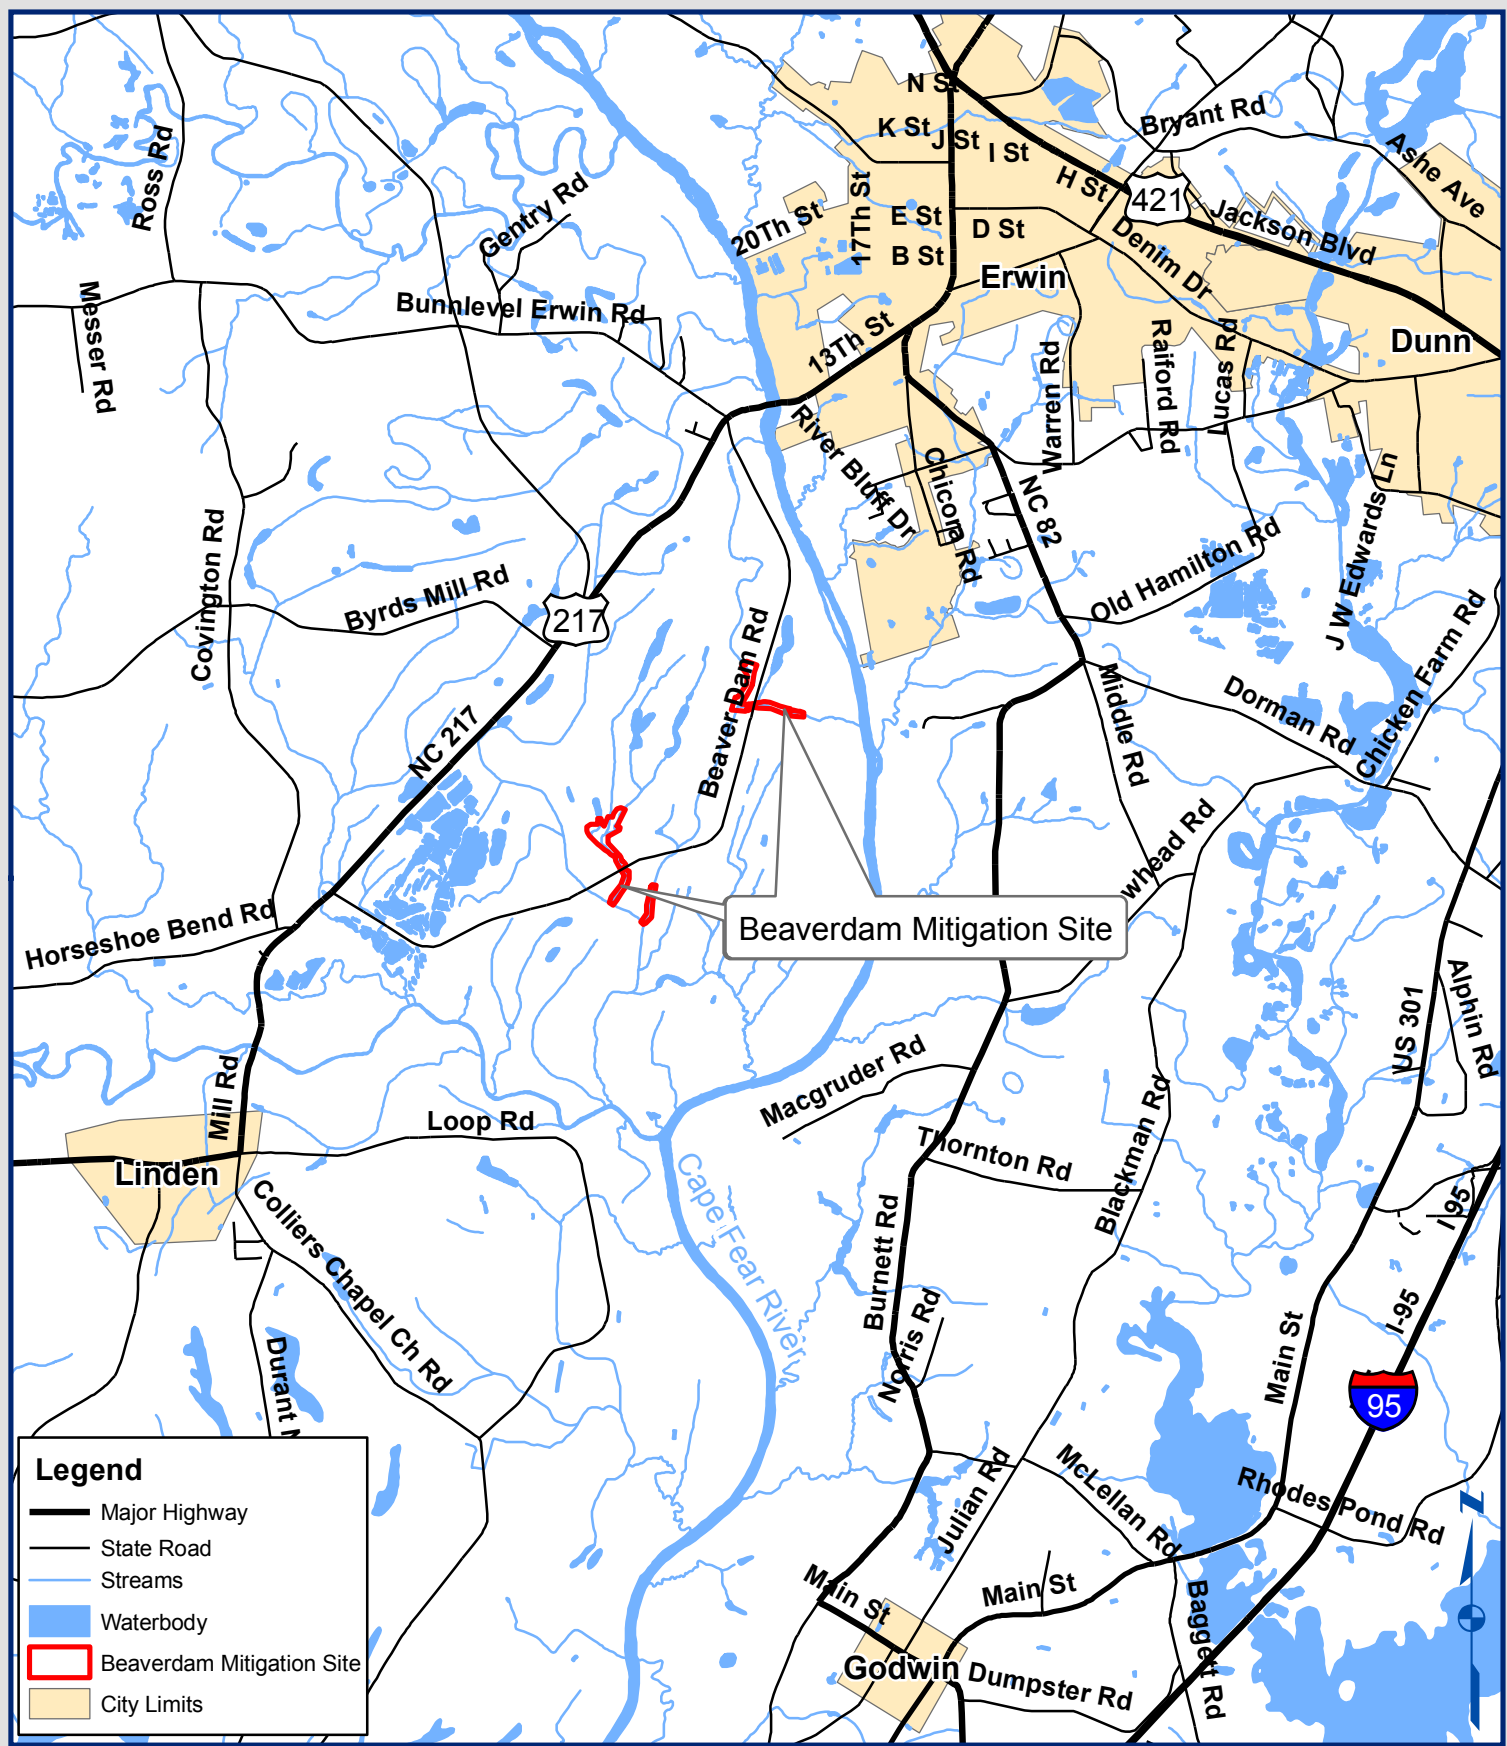 N St
K St
J St
I St
H St
Bryant Rd
Ashe Ave
Ross Rd
Gentry Rd
20Th St
17Th St
E St
D St
B St
421
Jackson Blvd
Denim Dr
Erwin
Dunn
Messer Rd
Bunnlevel Erwin Rd
13Th St
Warren Rd
Raiford Rd
Lucas Rd
River Bluff Dr
Chicora Rd
NC 82
Old Hamilton Rd
J W Edwards Ln
Covington Rd
Byrds Mill Rd
217
Beaver Dam Rd
Middle Rd
Dorman Rd
Chicken Farm Rd
NC 217
whead Rd
Horseshoe Bend Rd
Beaverdam Mitigation Site
US 301
Alphin Rd
Mill Rd
Loop Rd
Macgruder Rd
Thornton Rd
Blackman Rd
Linden
Colliers Chapel Ch Rd
Cape Fear River
Burnett Rd
Norris Rd
I 95
I-95
Main St
95
Durant
Julian Rd
McLellan Rd
Rhodes Pond Rd
Main St
Main St
Baggett Rd
Godwin
Dumpster Rd
Legend
Major Highway
State Road
Streams
Waterbody
Beaverdam Mitigation Site
City Limits
Z